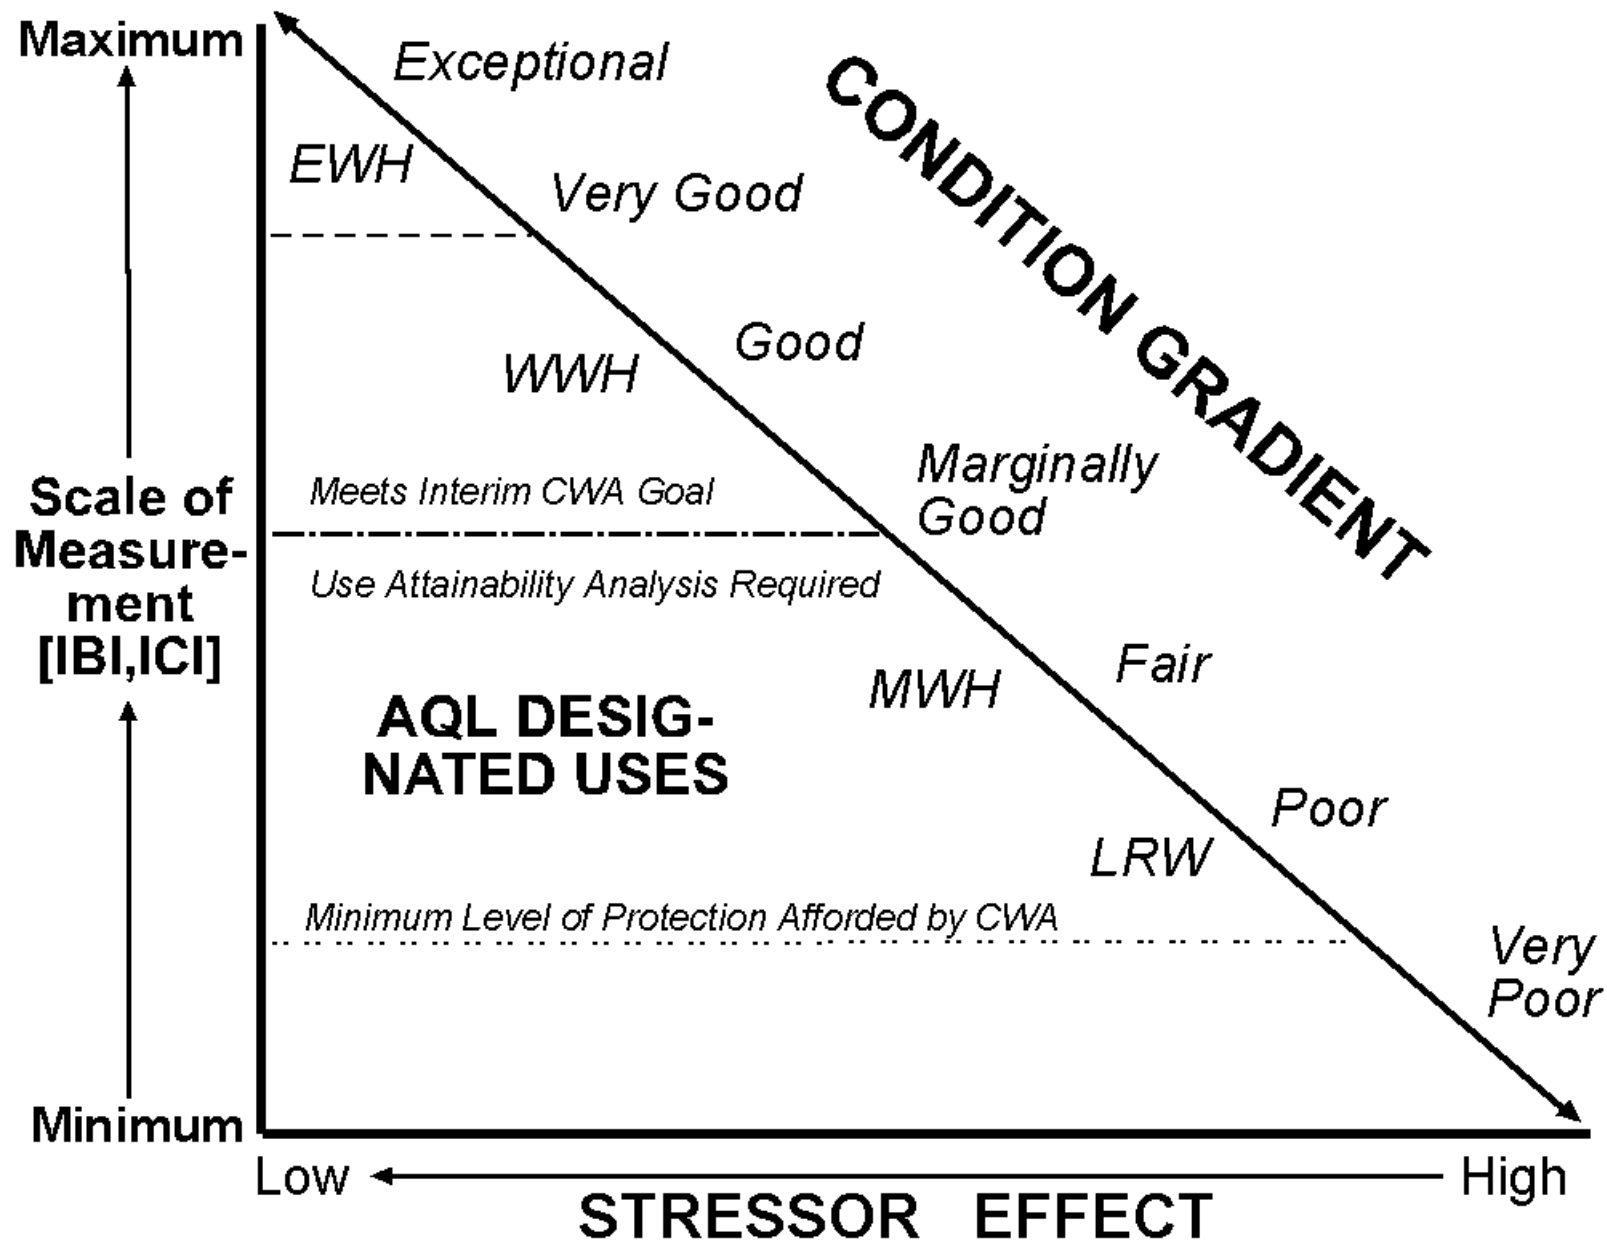 Maximum
Exceptional
CONDITION GRADIENT
EWH
Very Good
Good
WWH
Marginally
Good
Meets Interim CWA Goal
Scale of
Measure-
ment
[IBI,ICI]
Use Attainability Analysis Required
Fair
MWH
AQL DESIG-
NATED USES
Poor
LRW
Minimum Level of Protection Afforded by CWA
Very
Poor
Minimum
Low
High
STRESSOR EFFECT